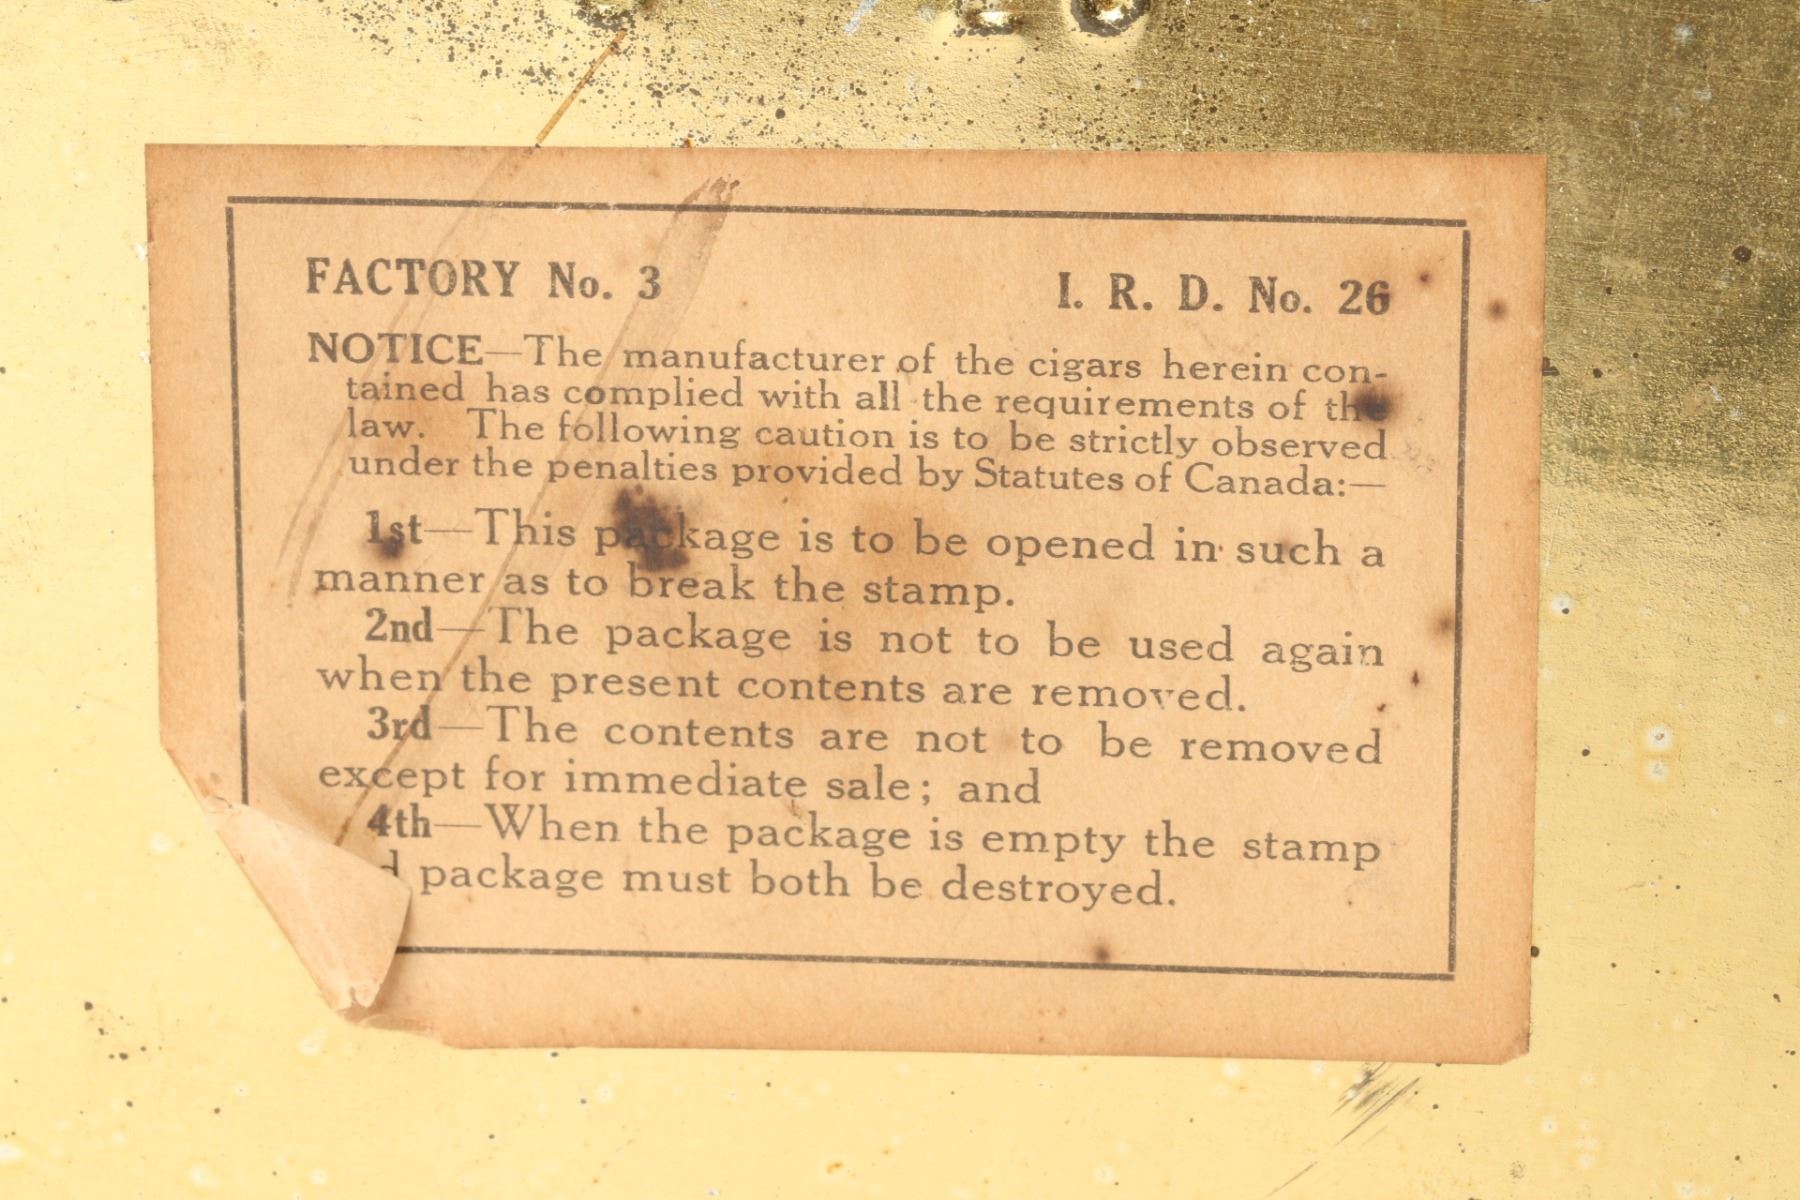 FACTORY No. 3 I. R. D. No. 26
NOTICE—The manufacturer of the cigars herein con-
tained has complied with all the requirements of the
law. The following caution is to be strictly observed
under the penalties provided by Statutes of Canada:—
1st—This package is to be opened in such a
manner as to break the stamp.
2nd—The package is not to be used again
when the present contents are removed.
3rd—The contents are not to be removed
except for immediate sale; and
4th—When the package is empty the stamp
package must both be destroyed.